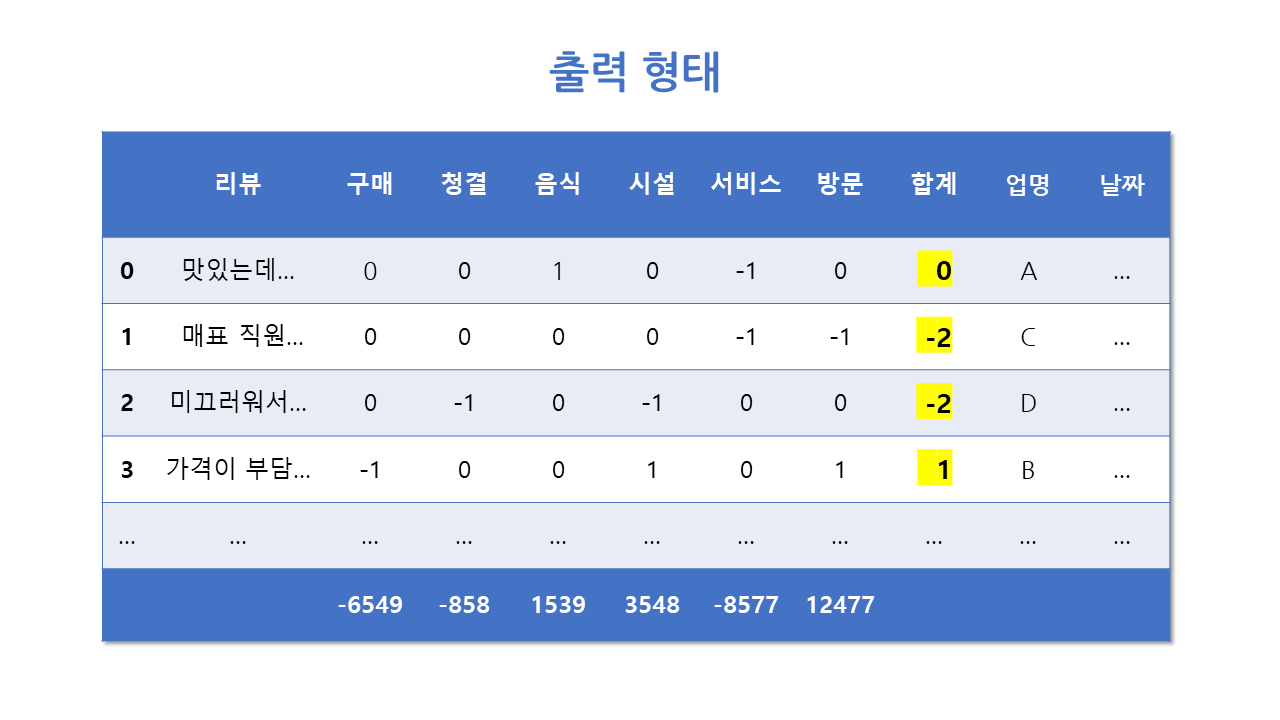 출력 형태
리뷰 구매 청결 음식 시설 서비스 방문 합계 업명 날짜
0 맛있는데... 0 0 1 0 -1 0 0 A ...
1 매표 직원... 0 0 0 0 -1 -1 -2 C ...
2 미끄러워서... 0 -1 0 -1 0 0 -2 D ...
3 가격이 부담... -1 0 0 1 0 1 1 B ...
... ... ... ... ... ... ... ... ... ... ...
-6549 -858 1539 3548 -8577 12477